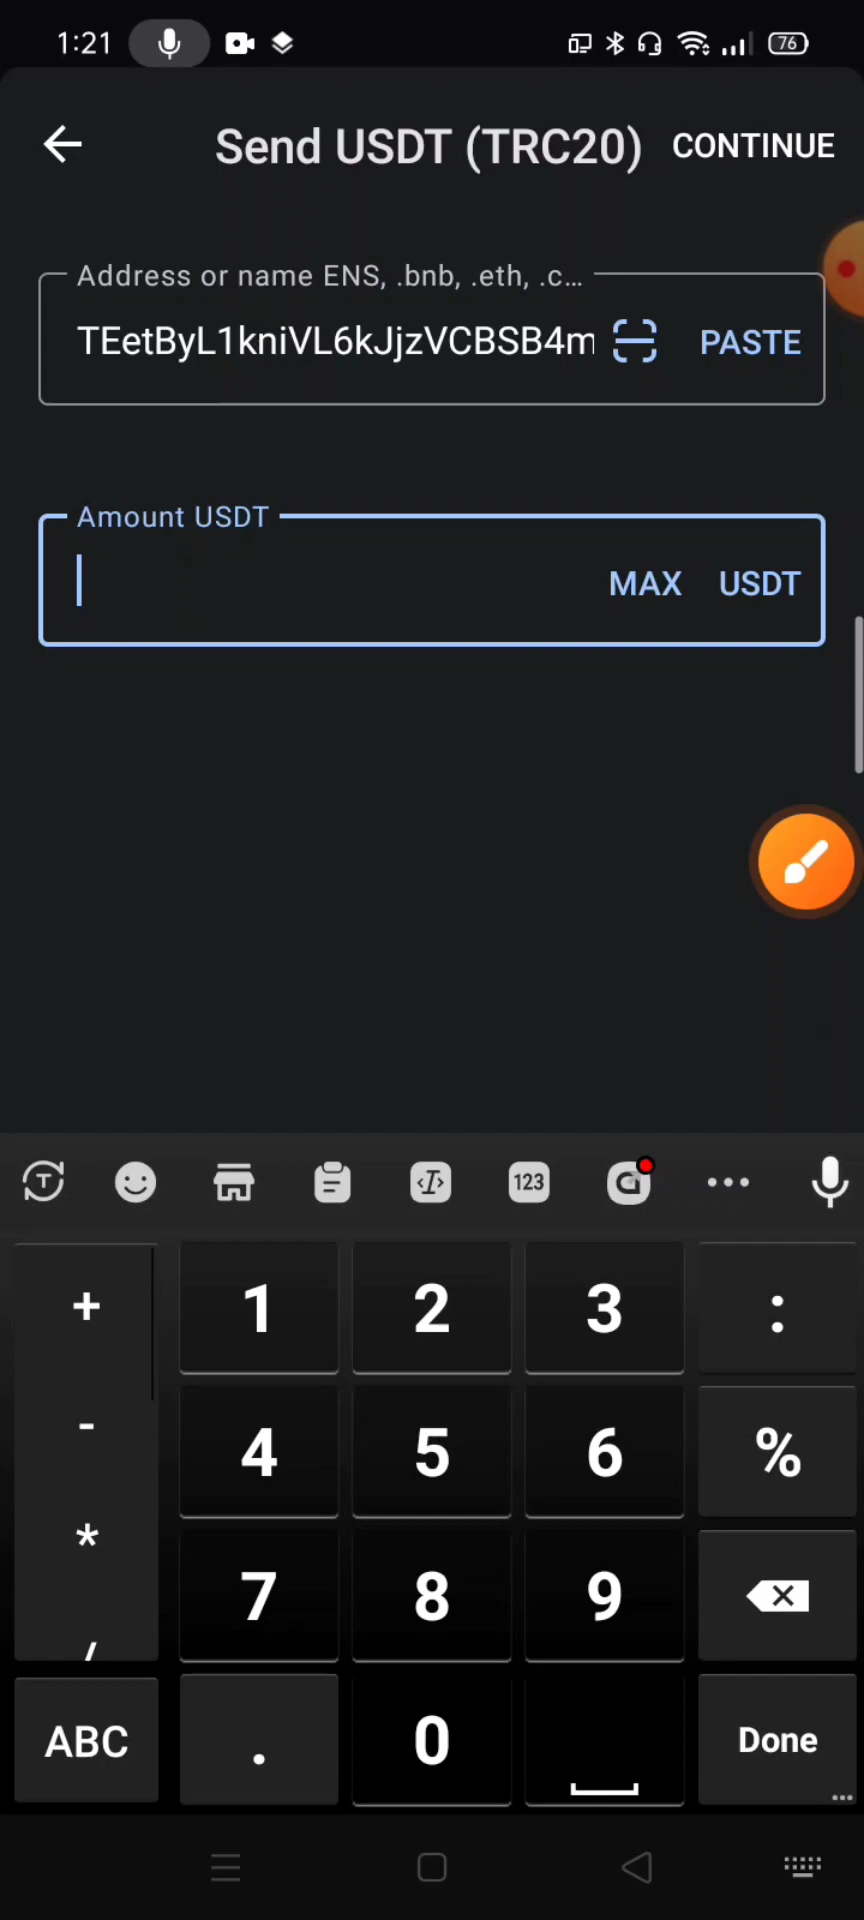 1:21
76
Send USDT (TRC20)
CONTINUE
Address or name ENS, .bnb, .eth, .c...
TEetByL1kniVL6kJjzVCBSB4m
PASTE
Amount USDT
MAX USDT
T
123
+ 1 2 3 :
- 4 5 6 %
* 7 8 9
/
ABC . 0 Done